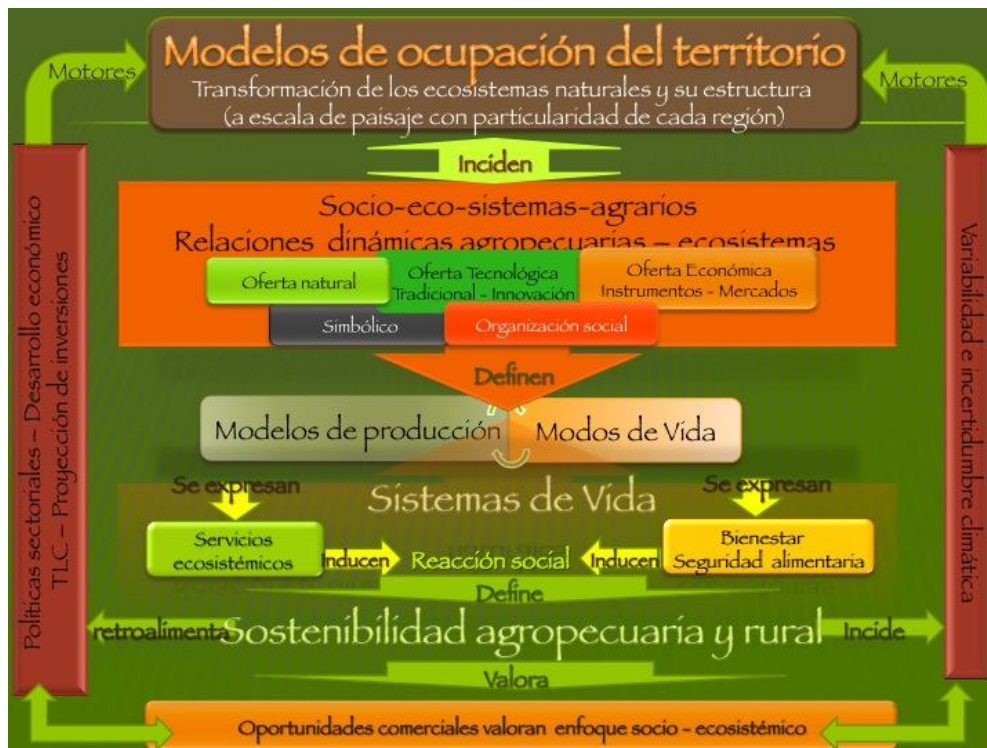 Modelos de ocupación del territorio
Transformación de los ecosistemas naturales y su estructura
(a escala de paisaje con particularidad de cada región)
Motores
Motores
Inciden
Socio-eco-sistemas-agrarios
Relaciones dinámicas agropecuarias – ecosistemas
Oferta natural
Oferta Tecnológica
Tradicional - Innovación
Oferta Económica
Instrumentos - Mercados
Simbólico
Organización social
Definen
Modelos de producción
Modos de Vida
Se expresan
Sistemas de Vida
Se expresan
Servicios
ecosistémicos
Inducen
Reacción social
Inducen
Bienestar
Seguridad alimentaria
Define
retroalimenta
Sostenibilidad agropecuaria y rural
Incide
Valora
Oportunidades comerciales valoran enfoque socio - ecosistémico
Políticas sectoriales – Desarrollo económico
TLC – Proyección de inversiones
Variabilidad e incertidumbre climática